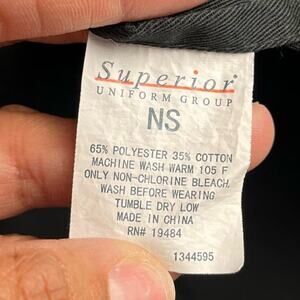 Superior
UNIFORM GROUP
NS
65% POLYESTER 35% COTTON
MACHINE WASH WARM 105 F
ONLY NON-CHLORINE BLEACH.
WASH BEFORE WEARING
TUMBLE DRY LOW
MADE IN CHINA
RN# 19484
1344595